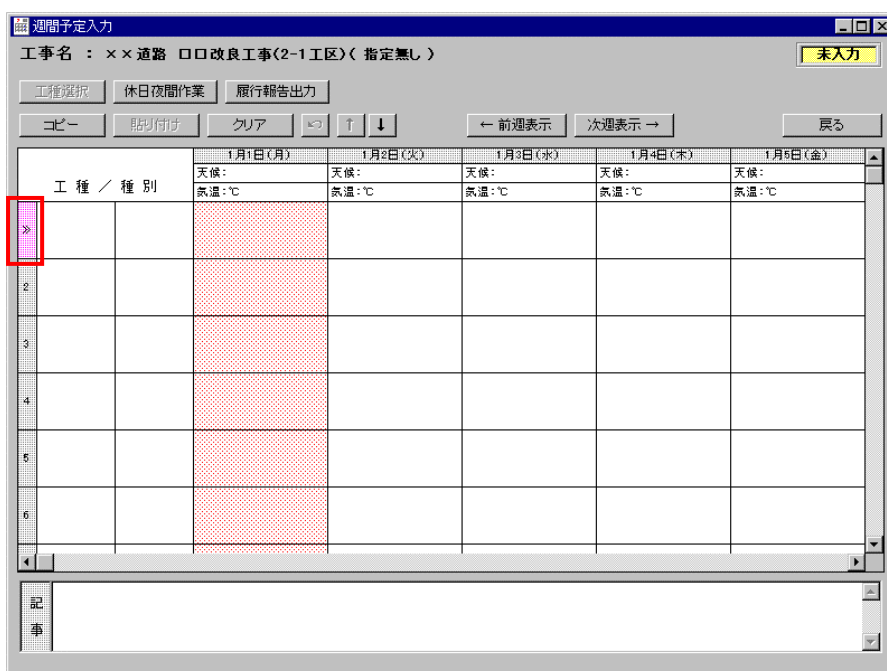 週間予定入力
工事名 : ××道路 口口改良工事(2-1工区)( 指定無し )
未入力
工種選択 休日夜間作業 履行報告出力
コピー 貼り付け クリア ↑ ↓ ← 前週表示 次週表示 → 戻る
工 種 / 種 別
1月1日(月) 1月2日(火) 1月3日(水) 1月4日(木) 1月5日(金)
天候: 天候: 天候: 天候: 天候:
気温:℃ 気温:℃ 気温:℃ 気温:℃ 気温:℃
»
2
3
4
5
6
記
事